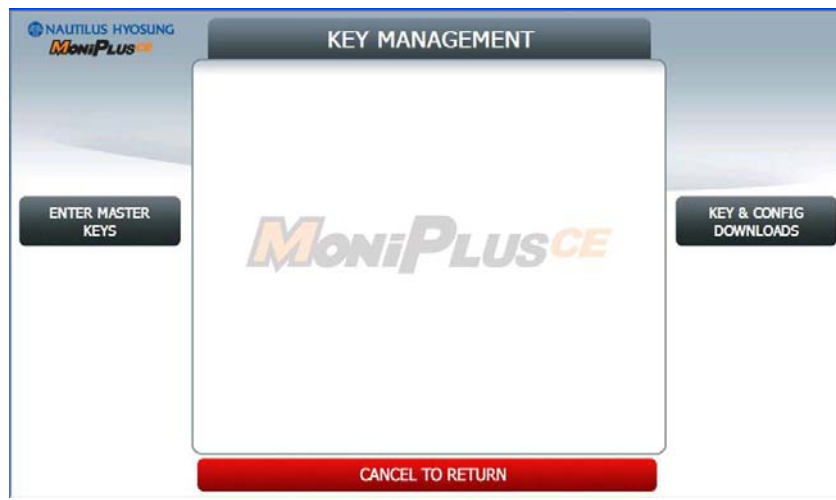 NAUTILUS HYOSUNG
MONiPLUSCE
KEY MANAGEMENT
ENTER MASTER
KEYS
MONiPLUSCE
KEY & CONFIG
DOWNLOADS
CANCEL TO RETURN